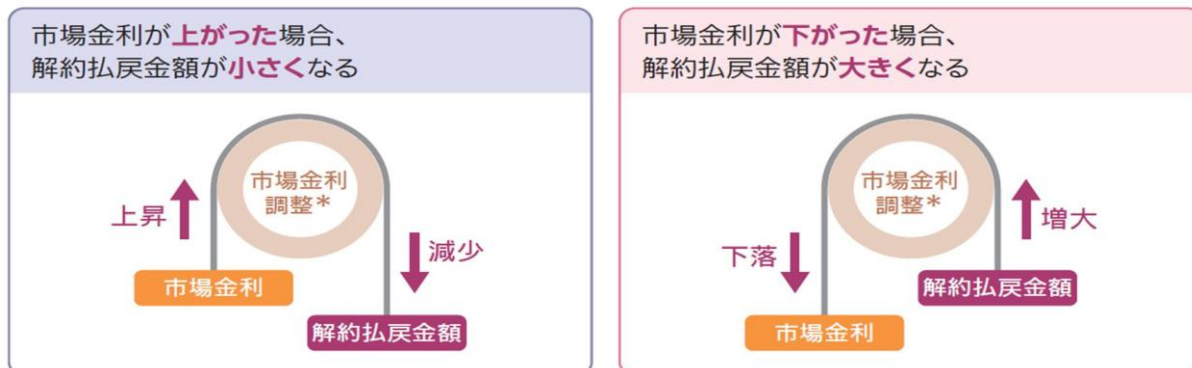 市場金利が上がった場合、
解約払戻金額が小さくなる
市場金利
調整*
上昇
減少
市場金利
解約払戻金額
市場金利が下がった場合、
解約払戻金額が大きくなる
市場金利
調整*
下落
増大
解約払戻金額
市場金利